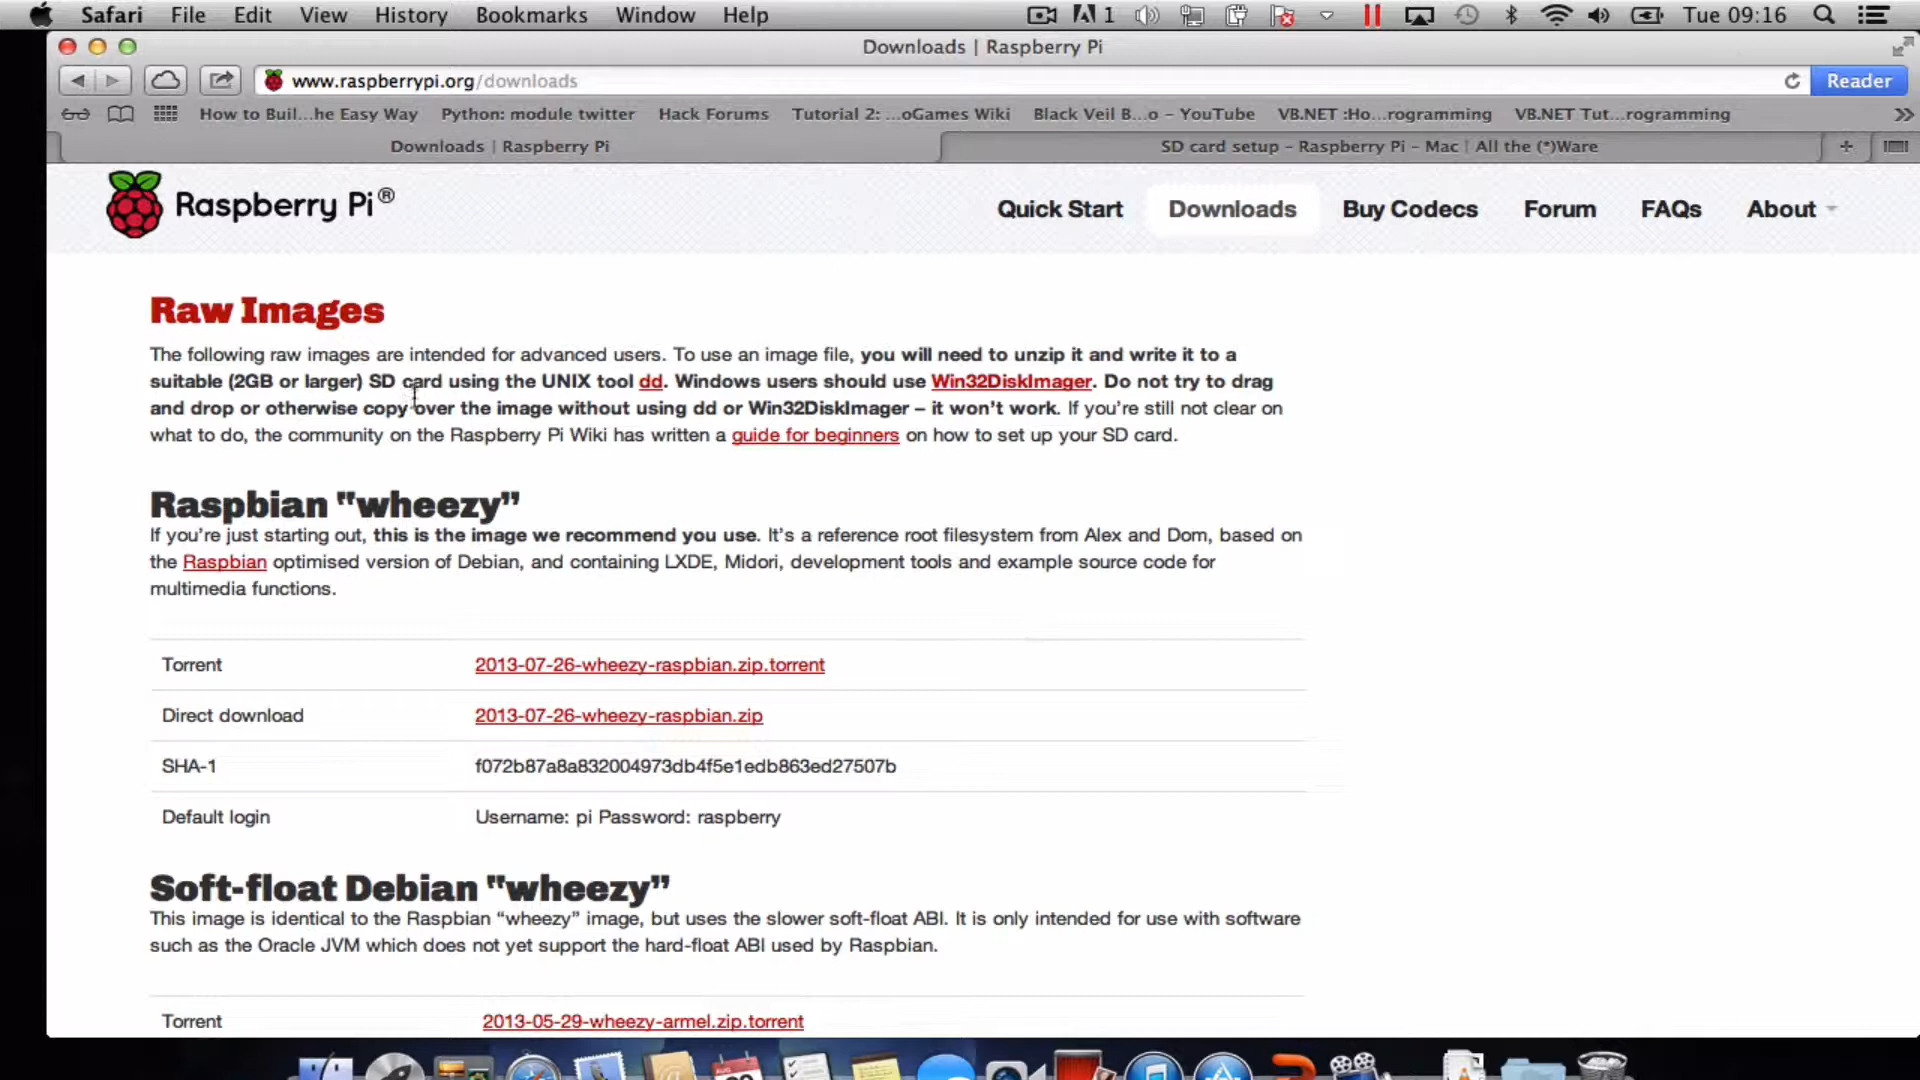 Safari File Edit View History Bookmarks Window Help 1 Tue 09:16
Downloads | Raspberry Pi
www.raspberrypi.org/downloads Reader
How to Buil...he Easy Way Python: module twitter Hack Forums Tutorial 2: ...oGames Wiki Black Veil B...o – YouTube VB.NET :Ho...rogramming VB.NET Tut...rogramming
Downloads | Raspberry Pi SD card setup – Raspberry Pi – Mac | All the (*)Ware
Raspberry Pi® Quick Start Downloads Buy Codecs Forum FAQs About
Raw Images
The following raw images are intended for advanced users. To use an image file, you will need to unzip it and write it to a
suitable (2GB or larger) SD card using the UNIX tool dd. Windows users should use Win32DiskImager. Do not try to drag
and drop or otherwise copy over the image without using dd or Win32DiskImager – it won’t work. If you’re still not clear on
what to do, the community on the Raspberry Pi Wiki has written a guide for beginners on how to set up your SD card.
Raspbian "wheezy”
If you’re just starting out, this is the image we recommend you use. It’s a reference root filesystem from Alex and Dom, based on
the Raspbian optimised version of Debian, and containing LXDE, Midori, development tools and example source code for
multimedia functions.
Torrent 2013-07-26-wheezy-raspbian.zip.torrent
Direct download 2013-07-26-wheezy-raspbian.zip
SHA-1 f072b87a8a832004973db4f5e1edb863ed27507b
Default login Username: pi Password: raspberry
Soft-float Debian "wheezy”
This image is identical to the Raspbian “wheezy” image, but uses the slower soft-float ABI. It is only intended for use with software
such as the Oracle JVM which does not yet support the hard-float ABI used by Raspbian.
Torrent 2013-05-29-wheezy-armel.zip.torrent
AUG